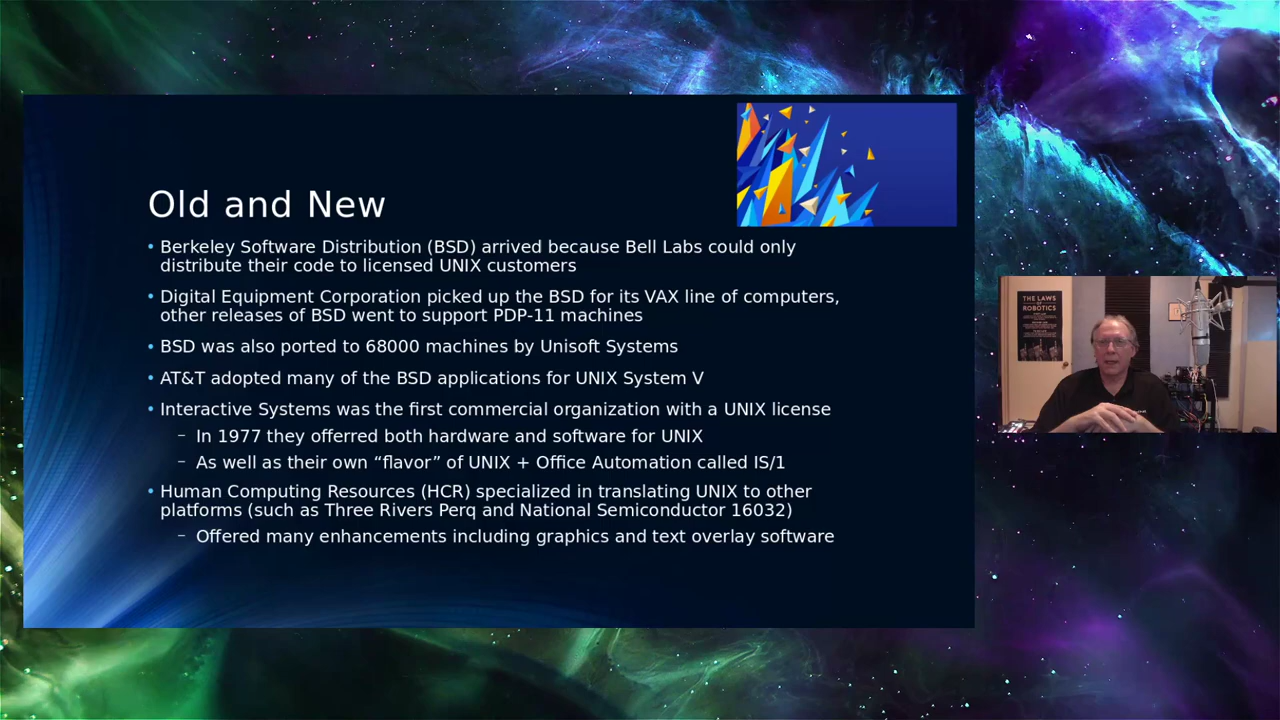 Old and New
• Berkeley Software Distribution (BSD) arrived because Bell Labs could only
distribute their code to licensed UNIX customers
• Digital Equipment Corporation picked up the BSD for its VAX line of computers,
other releases of BSD went to support PDP-11 machines
• BSD was also ported to 68000 machines by Unisoft Systems
• AT&T adopted many of the BSD applications for UNIX System V
• Interactive Systems was the first commercial organization with a UNIX license
– In 1977 they offerred both hardware and software for UNIX
– As well as their own “flavor” of UNIX + Office Automation called IS/1
• Human Computing Resources (HCR) specialized in translating UNIX to other
platforms (such as Three Rivers Perq and National Semiconductor 16032)
– Offered many enhancements including graphics and text overlay software
THE LAWS
OF
ROBOTICS